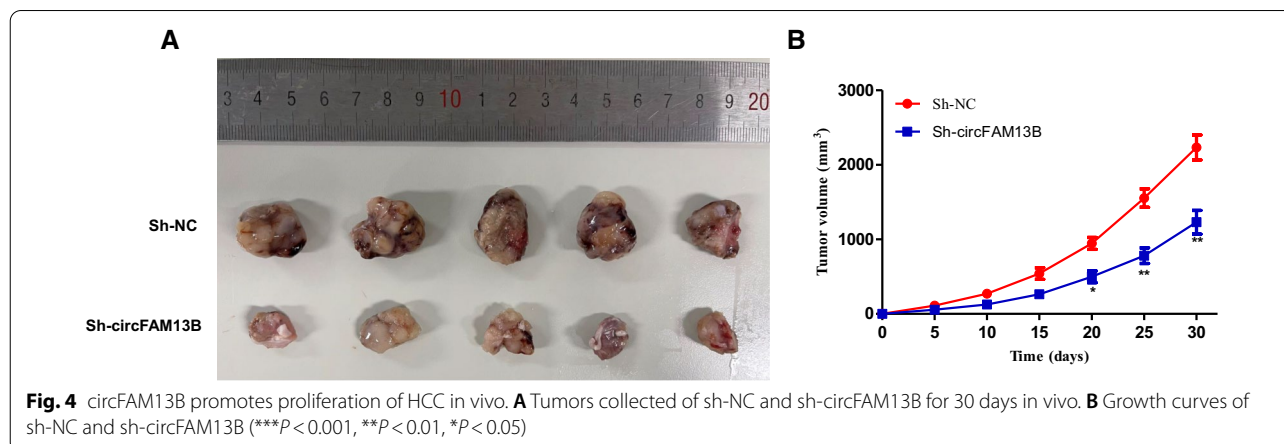 A
B
3 4 5 6 7 8 9 10 1 2 3 4 5 6 7 8 9 20
Sh-NC
Sh-circFAM13B
3000
2000
1000
0
Tumor volume (mm³)
Sh-NC
Sh-circFAM13B
*
**
**
0 5 10 15 20 25 30
Time (days)
Fig. 4 circFAM13B promotes proliferation of HCC in vivo. A Tumors collected of sh-NC and sh-circFAM13B for 30 days in vivo. B Growth curves of
sh-NC and sh-circFAM13B (***P < 0.001, **P < 0.01, *P < 0.05)